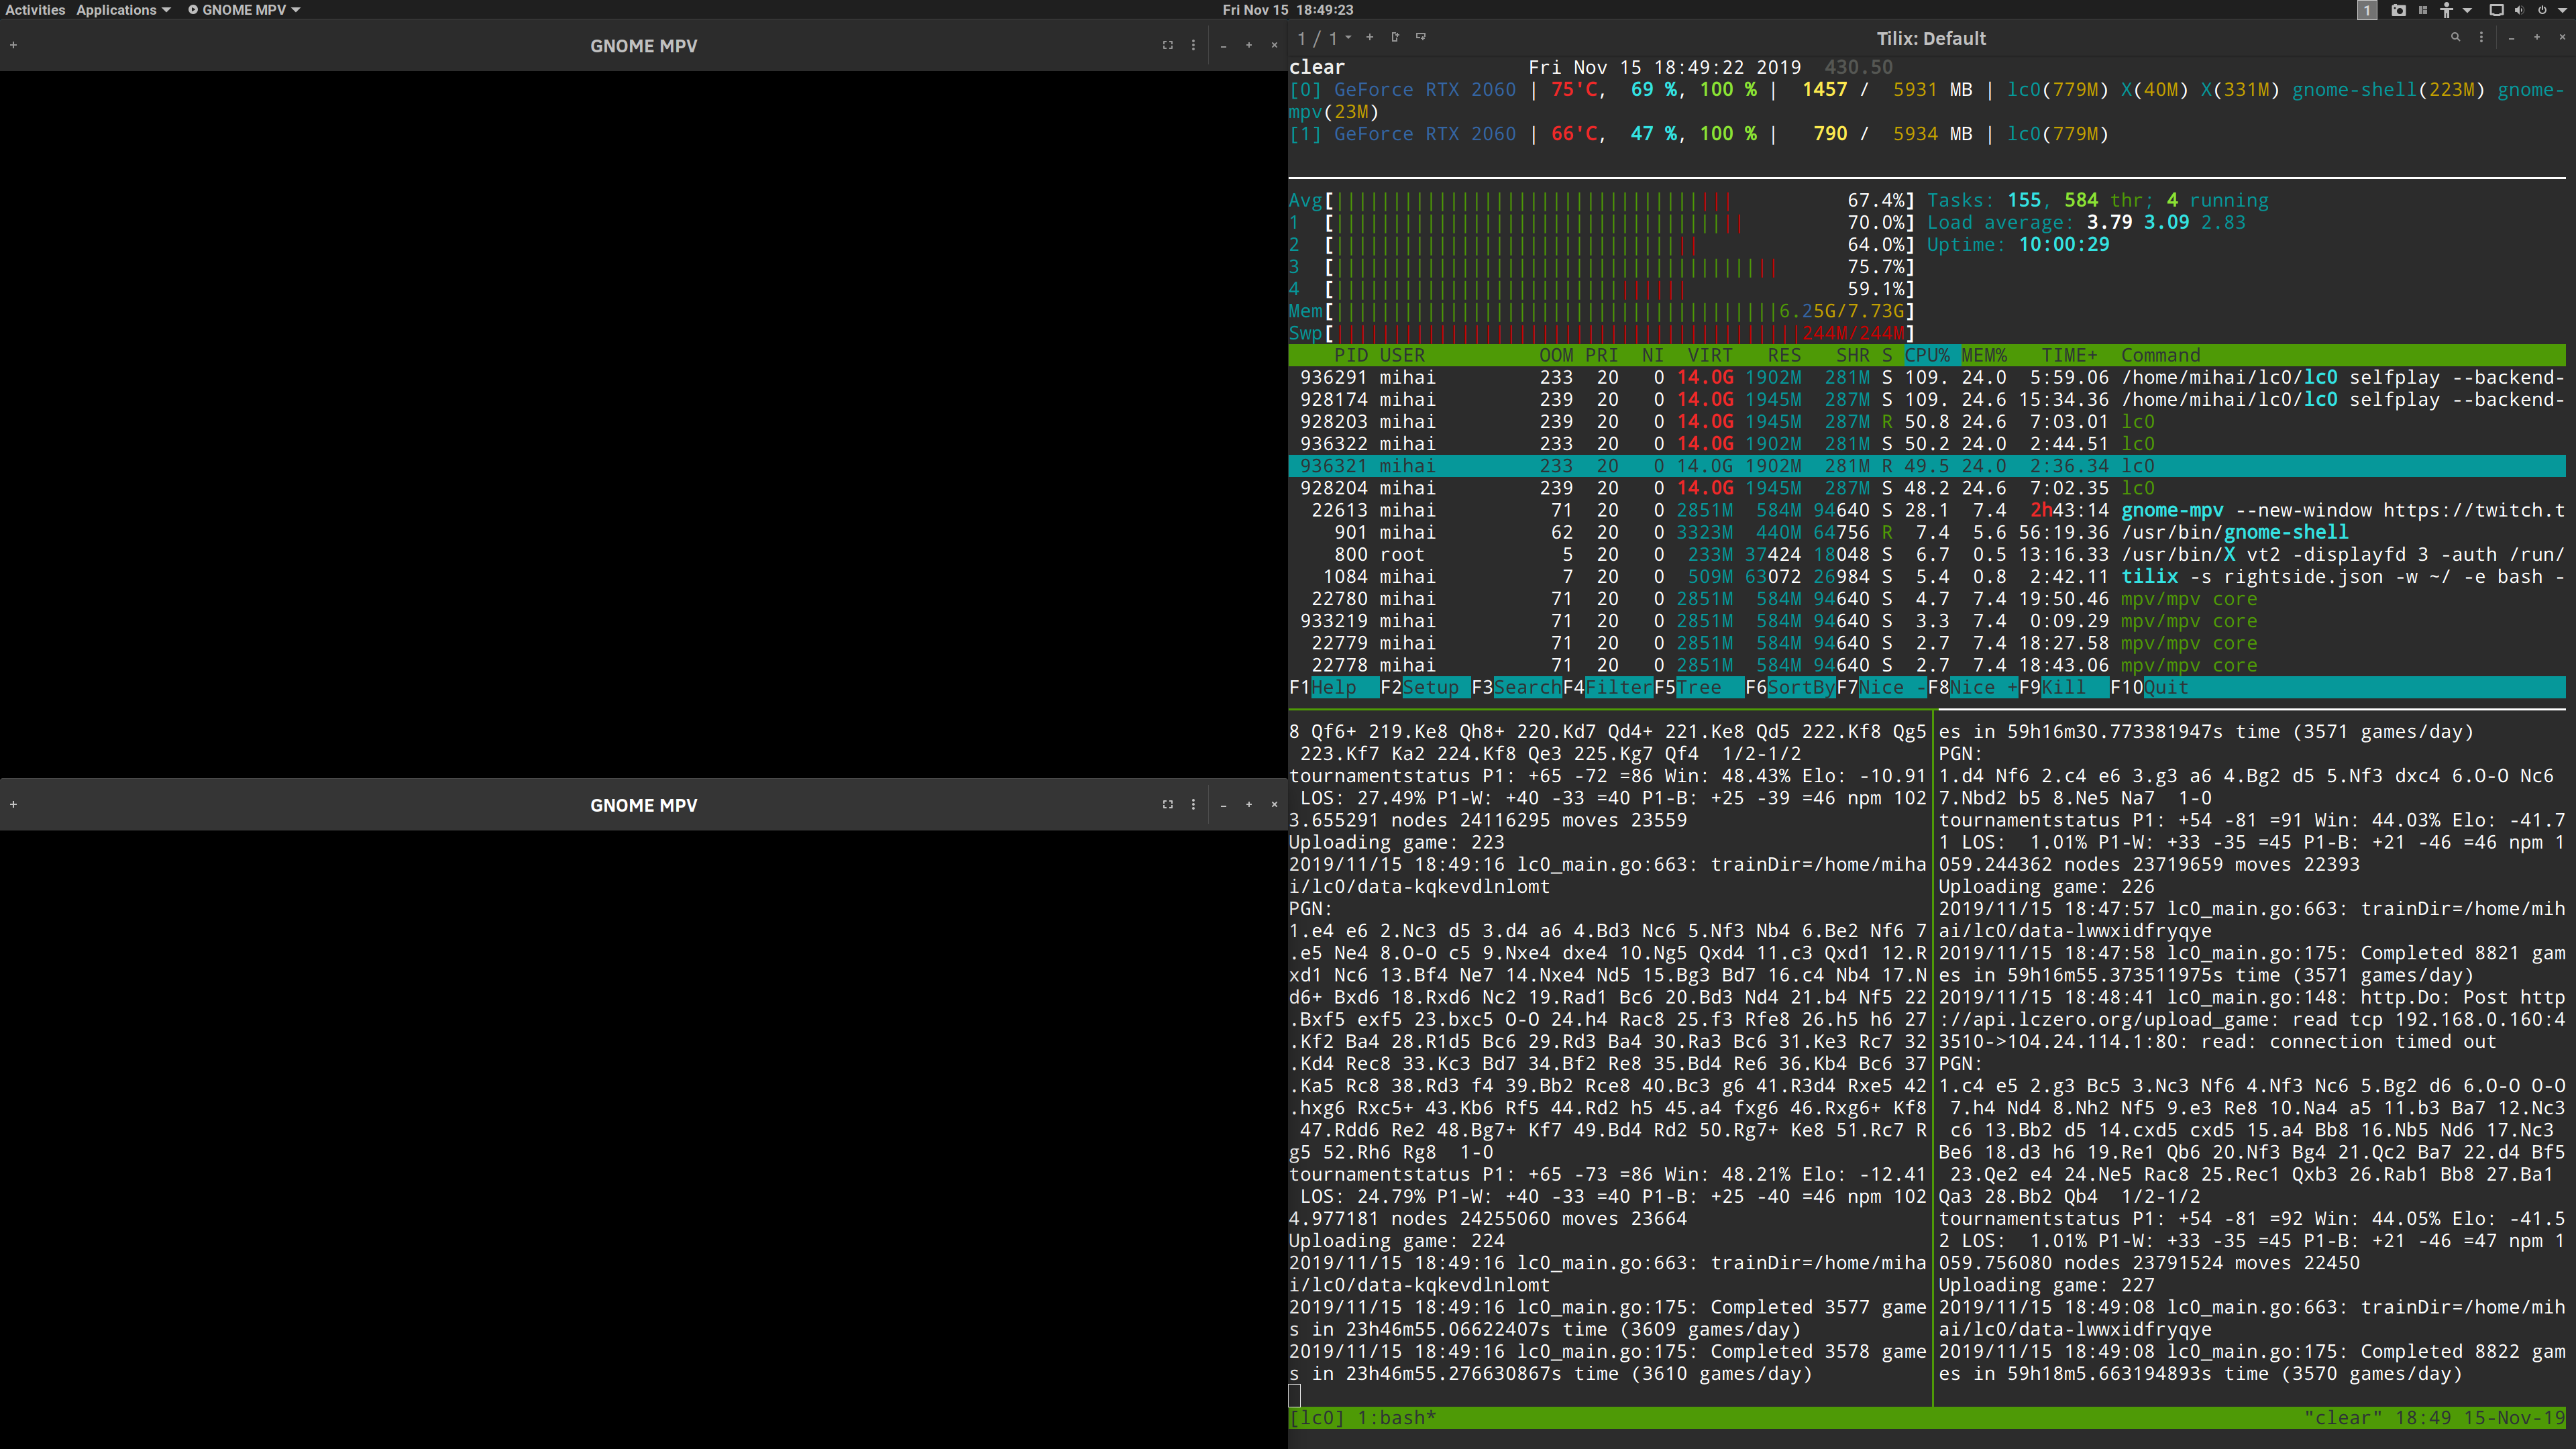 Activities Applications GNOME MPV Fri Nov 15 18:49:23 1
GNOME MPV
GNOME MPV
1 / 1 Tilix: Default
clear Fri Nov 15 18:49:22 2019 430.50
[0] GeForce RTX 2060 | 75'C, 69 %, 100 % | 1457 / 5931 MB | lc0(779M) X(40M) X(331M) gnome-shell(223M) gnome-
mpv(23M)
[1] GeForce RTX 2060 | 66'C, 47 %, 100 % | 790 / 5934 MB | lc0(779M)
Avg[ 67.4%] Tasks: 155, 584 thr; 4 running
1 [ 70.0%] Load average: 3.79 3.09 2.83
2 [ 64.0%] Uptime: 10:00:29
3 [ 75.7%]
4 [ 59.1%]
Mem[ 6.25G/7.73G]
Swp[ 244M/244M]
PID USER OOM PRI NI VIRT RES SHR S CPU% MEM% TIME+ Command
936291 mihai 233 20 0 14.0G 1902M 281M S 109. 24.0 5:59.06 /home/mihai/lc0/lc0 selfplay --backend-
928174 mihai 239 20 0 14.0G 1945M 287M S 109. 24.6 15:34.36 /home/mihai/lc0/lc0 selfplay --backend-
928203 mihai 239 20 0 14.0G 1945M 287M R 50.8 24.6 7:03.01 lc0
936322 mihai 233 20 0 14.0G 1902M 281M S 50.2 24.0 2:44.51 lc0
936321 mihai 233 20 0 14.0G 1902M 281M R 49.5 24.0 2:36.34 lc0
928204 mihai 239 20 0 14.0G 1945M 287M S 48.2 24.6 7:02.35 lc0
22613 mihai 71 20 0 2851M 584M 94640 S 28.1 7.4 2h43:14 gnome-mpv --new-window https://twitch.t
901 mihai 62 20 0 3323M 440M 64756 R 7.4 5.6 56:19.36 /usr/bin/gnome-shell
800 root 5 20 0 233M 37424 18048 S 6.7 0.5 13:16.33 /usr/bin/X vt2 -displayfd 3 -auth /run/
1084 mihai 7 20 0 509M 63072 26984 S 5.4 0.8 2:42.11 tilix -s rightside.json -w ~/ -e bash -
22780 mihai 71 20 0 2851M 584M 94640 S 4.7 7.4 19:50.46 mpv/mpv core
933219 mihai 71 20 0 2851M 584M 94640 S 3.3 7.4 0:09.29 mpv/mpv core
22779 mihai 71 20 0 2851M 584M 94640 S 2.7 7.4 18:27.58 mpv/mpv core
22778 mihai 71 20 0 2851M 584M 94640 S 2.7 7.4 18:43.06 mpv/mpv core
F1Help F2Setup F3SearchF4FilterF5Tree F6SortByF7Nice -F8Nice +F9Kill F10Quit
8 Qf6+ 219.Ke8 Qh8+ 220.Kd7 Qd4+ 221.Ke8 Qd5 222.Kf8 Qg5
223.Kf7 Ka2 224.Kf8 Qe3 225.Kg7 Qf4 1/2-1/2
tournamentstatus P1: +65 -72 =86 Win: 48.43% Elo: -10.91
LOS: 27.49% P1-W: +40 -33 =40 P1-B: +25 -39 =46 npm 102
3.655291 nodes 24116295 moves 23559
Uploading game: 223
2019/11/15 18:49:16 lc0_main.go:663: trainDir=/home/miha
i/lc0/data-kqkevdlnlomt
PGN:
1.e4 e6 2.Nc3 d5 3.d4 a6 4.Bd3 Nc6 5.Nf3 Nb4 6.Be2 Nf6 7
.e5 Ne4 8.O-O c5 9.Nxe4 dxe4 10.Ng5 Qxd4 11.c3 Qxd1 12.R
xd1 Nc6 13.Bf4 Ne7 14.Nxe4 Nd5 15.Bg3 Bd7 16.c4 Nb4 17.N
d6+ Bxd6 18.Rxd6 Nc2 19.Rad1 Bc6 20.Bd3 Nd4 21.b4 Nf5 22
.Bxf5 exf5 23.bxc5 O-O 24.h4 Rac8 25.f3 Rfe8 26.h5 h6 27
.Kf2 Ba4 28.R1d5 Bc6 29.Rd3 Ba4 30.Ra3 Bc6 31.Ke3 Rc7 32
.Kd4 Rec8 33.Kc3 Bd7 34.Bf2 Re8 35.Bd4 Re6 36.Kb4 Bc6 37
.Ka5 Rc8 38.Rd3 f4 39.Bb2 Rce8 40.Bc3 g6 41.R3d4 Rxe5 42
.hxg6 Rxc5+ 43.Kb6 Rf5 44.Rd2 h5 45.a4 fxg6 46.Rxg6+ Kf8
47.Rdd6 Re2 48.Bg7+ Kf7 49.Bd4 Rd2 50.Rg7+ Ke8 51.Rc7 R
g5 52.Rh6 Rg8 1-0
tournamentstatus P1: +65 -73 =86 Win: 48.21% Elo: -12.41
LOS: 24.79% P1-W: +40 -33 =40 P1-B: +25 -40 =46 npm 102
4.977181 nodes 24255060 moves 23664
Uploading game: 224
2019/11/15 18:49:16 lc0_main.go:663: trainDir=/home/miha
i/lc0/data-kqkevdlnlomt
2019/11/15 18:49:16 lc0_main.go:175: Completed 3577 game
s in 23h46m55.06622407s time (3609 games/day)
2019/11/15 18:49:16 lc0_main.go:175: Completed 3578 game
s in 23h46m55.276630867s time (3610 games/day)
es in 59h16m30.773381947s time (3571 games/day)
PGN:
1.d4 Nf6 2.c4 e6 3.g3 a6 4.Bg2 d5 5.Nf3 dxc4 6.O-O Nc6
7.Nbd2 b5 8.Ne5 Na7 1-0
tournamentstatus P1: +54 -81 =91 Win: 44.03% Elo: -41.7
1 LOS: 1.01% P1-W: +33 -35 =45 P1-B: +21 -46 =46 npm 1
059.244362 nodes 23719659 moves 22393
Uploading game: 226
2019/11/15 18:47:57 lc0_main.go:663: trainDir=/home/mih
ai/lc0/data-lwwxidfryqye
2019/11/15 18:47:58 lc0_main.go:175: Completed 8821 gam
es in 59h16m55.373511975s time (3571 games/day)
2019/11/15 18:48:41 lc0_main.go:148: http.Do: Post http
://api.lczero.org/upload_game: read tcp 192.168.0.160:4
3510->104.24.114.1:80: read: connection timed out
PGN:
1.c4 e5 2.g3 Bc5 3.Nc3 Nf6 4.Nf3 Nc6 5.Bg2 d6 6.O-O O-O
7.h4 Nd4 8.Nh2 Nf5 9.e3 Re8 10.Na4 a5 11.b3 Ba7 12.Nc3
c6 13.Bb2 d5 14.cxd5 cxd5 15.a4 Bb8 16.Nb5 Nd6 17.Nc3
Be6 18.d3 h6 19.Re1 Qb6 20.Nf3 Bg4 21.Qc2 Ba7 22.d4 Bf5
23.Qe2 e4 24.Ne5 Rac8 25.Rec1 Qxb3 26.Rab1 Bb8 27.Ba1
Qa3 28.Bb2 Qb4 1/2-1/2
tournamentstatus P1: +54 -81 =92 Win: 44.05% Elo: -41.5
2 LOS: 1.01% P1-W: +33 -35 =45 P1-B: +21 -46 =47 npm 1
059.756080 nodes 23791524 moves 22450
Uploading game: 227
2019/11/15 18:49:08 lc0_main.go:663: trainDir=/home/mih
ai/lc0/data-lwwxidfryqye
2019/11/15 18:49:08 lc0_main.go:175: Completed 8822 gam
es in 59h18m5.663194893s time (3570 games/day)
[lc0] 1:bash* "clear" 18:49 15-Nov-19